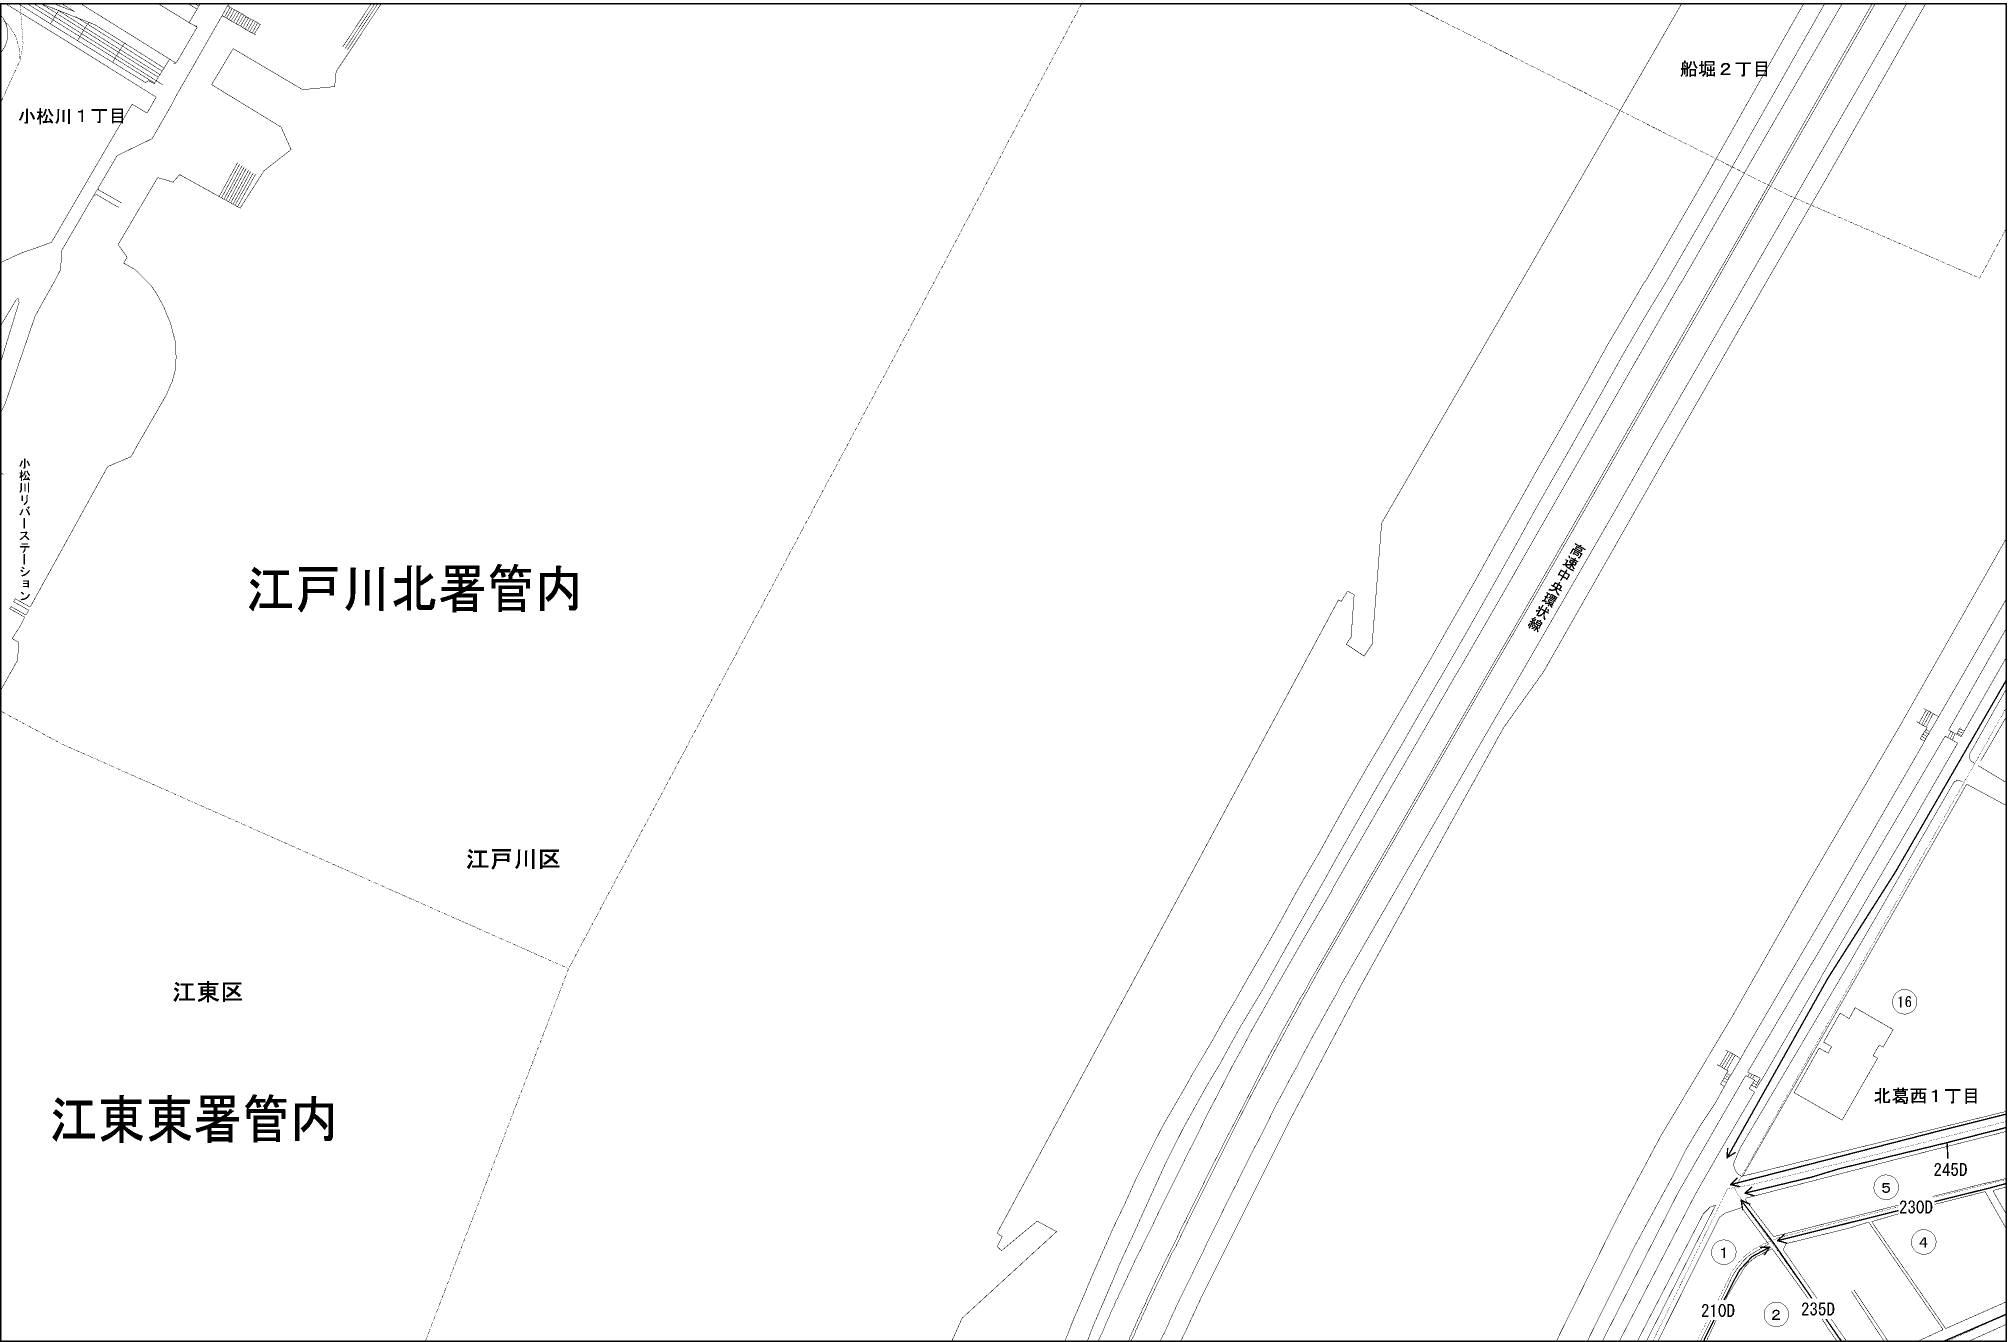 船堀２丁目
小松川１丁目
小松川リバーステーション
高速中央環状線
江戸川北署管内
江戸川区
江東区
16
北葛西１丁目
江東東署管内
245D
5
230D
4
1
210D
2
235D